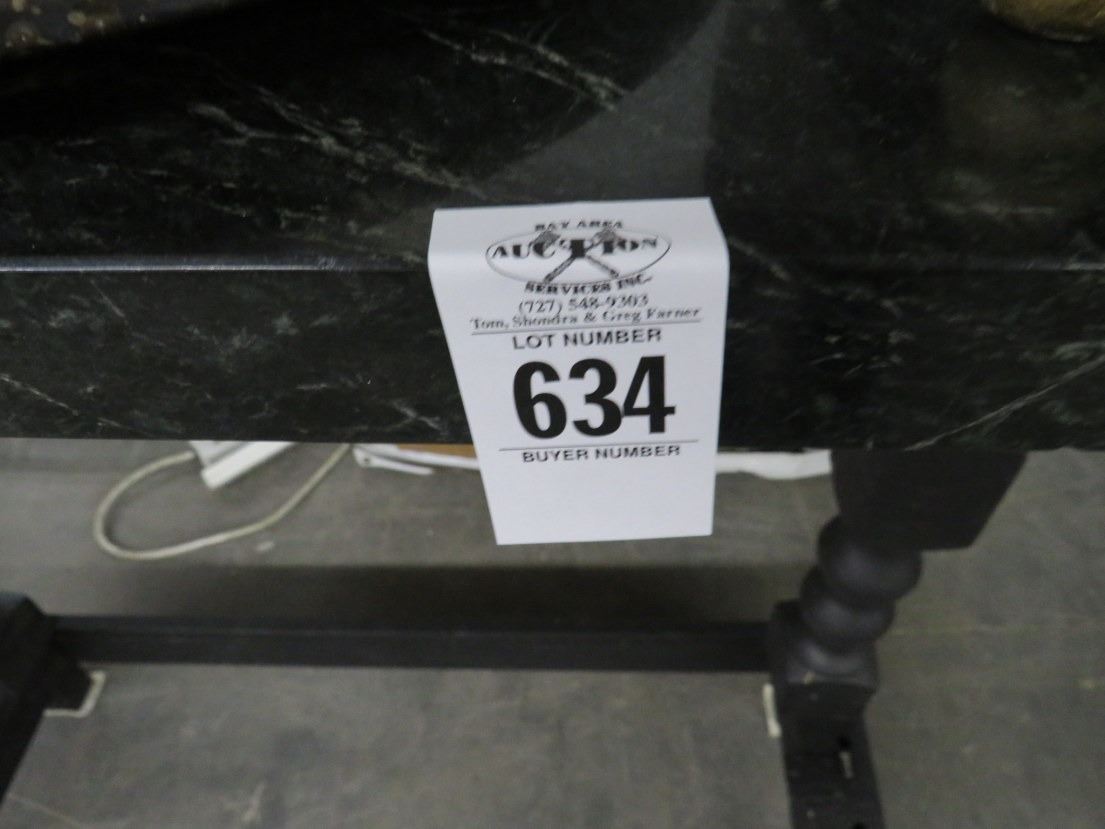 BAY AREA
AUCTION
SERVICES INC.
(727) 548-9303
Tom, Shondra & Greg Farner
LOT NUMBER
634
BUYER NUMBER